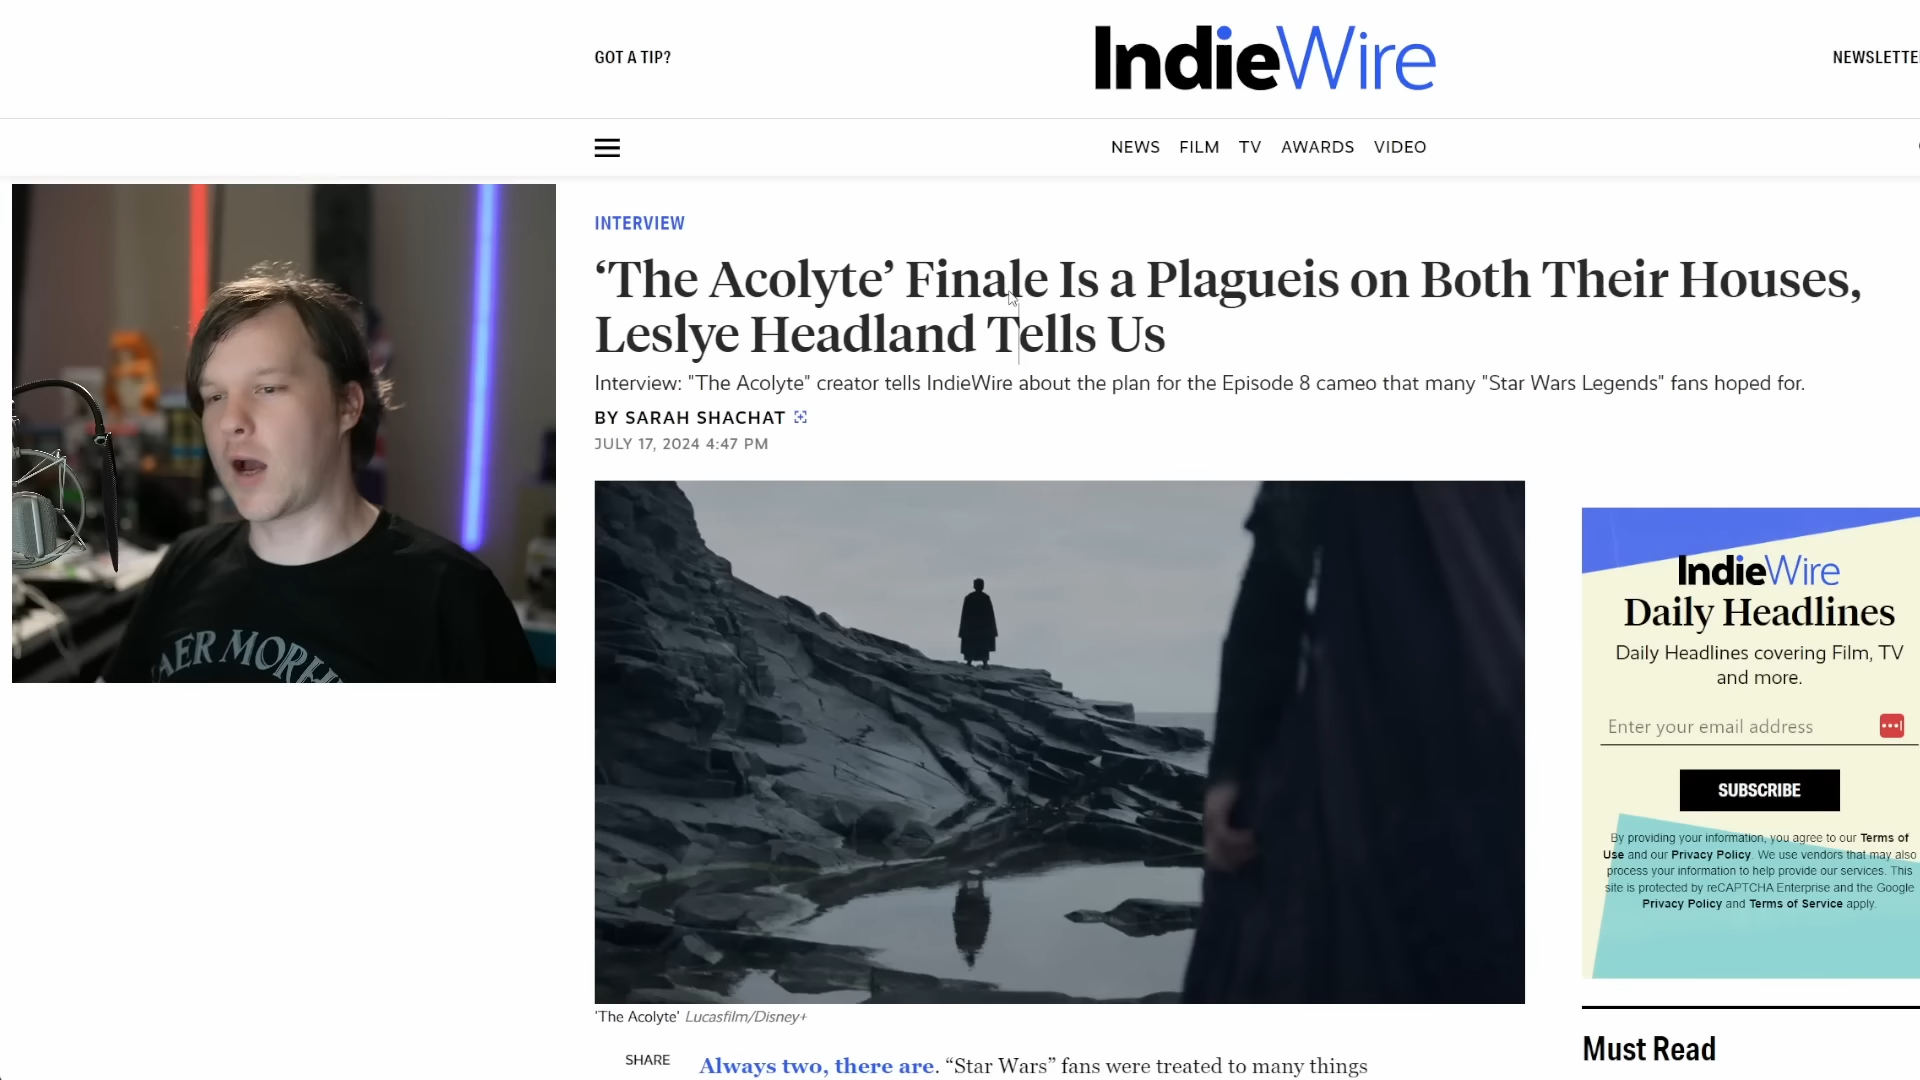 GOT A TIP?
IndieWire
NEWS FILM TV AWARDS VIDEO
INTERVIEW
‘The Acolyte’ Finale Is a Plagueis on Both Their Houses,
Leslye Headland Tells Us
Interview: "The Acolyte" creator tells IndieWire about the plan for the Episode 8 cameo that many "Star Wars Legends" fans hoped for.
BY SARAH SHACHAT
JULY 17, 2024 4:47 PM
'The Acolyte' Lucasfilm/Disney+
SHARE
Always two, there are. “Star Wars” fans were treated to many things
IndieWire
Daily Headlines
Daily Headlines covering Film, TV
and more.
Enter your email address
SUBSCRIBE
By providing your information, you agree to our Terms of
Use and our Privacy Policy. We use vendors that may also
process your information to help provide our services. This
site is protected by reCAPTCHA Enterprise and the Google
Privacy Policy and Terms of Service apply.
Must Read